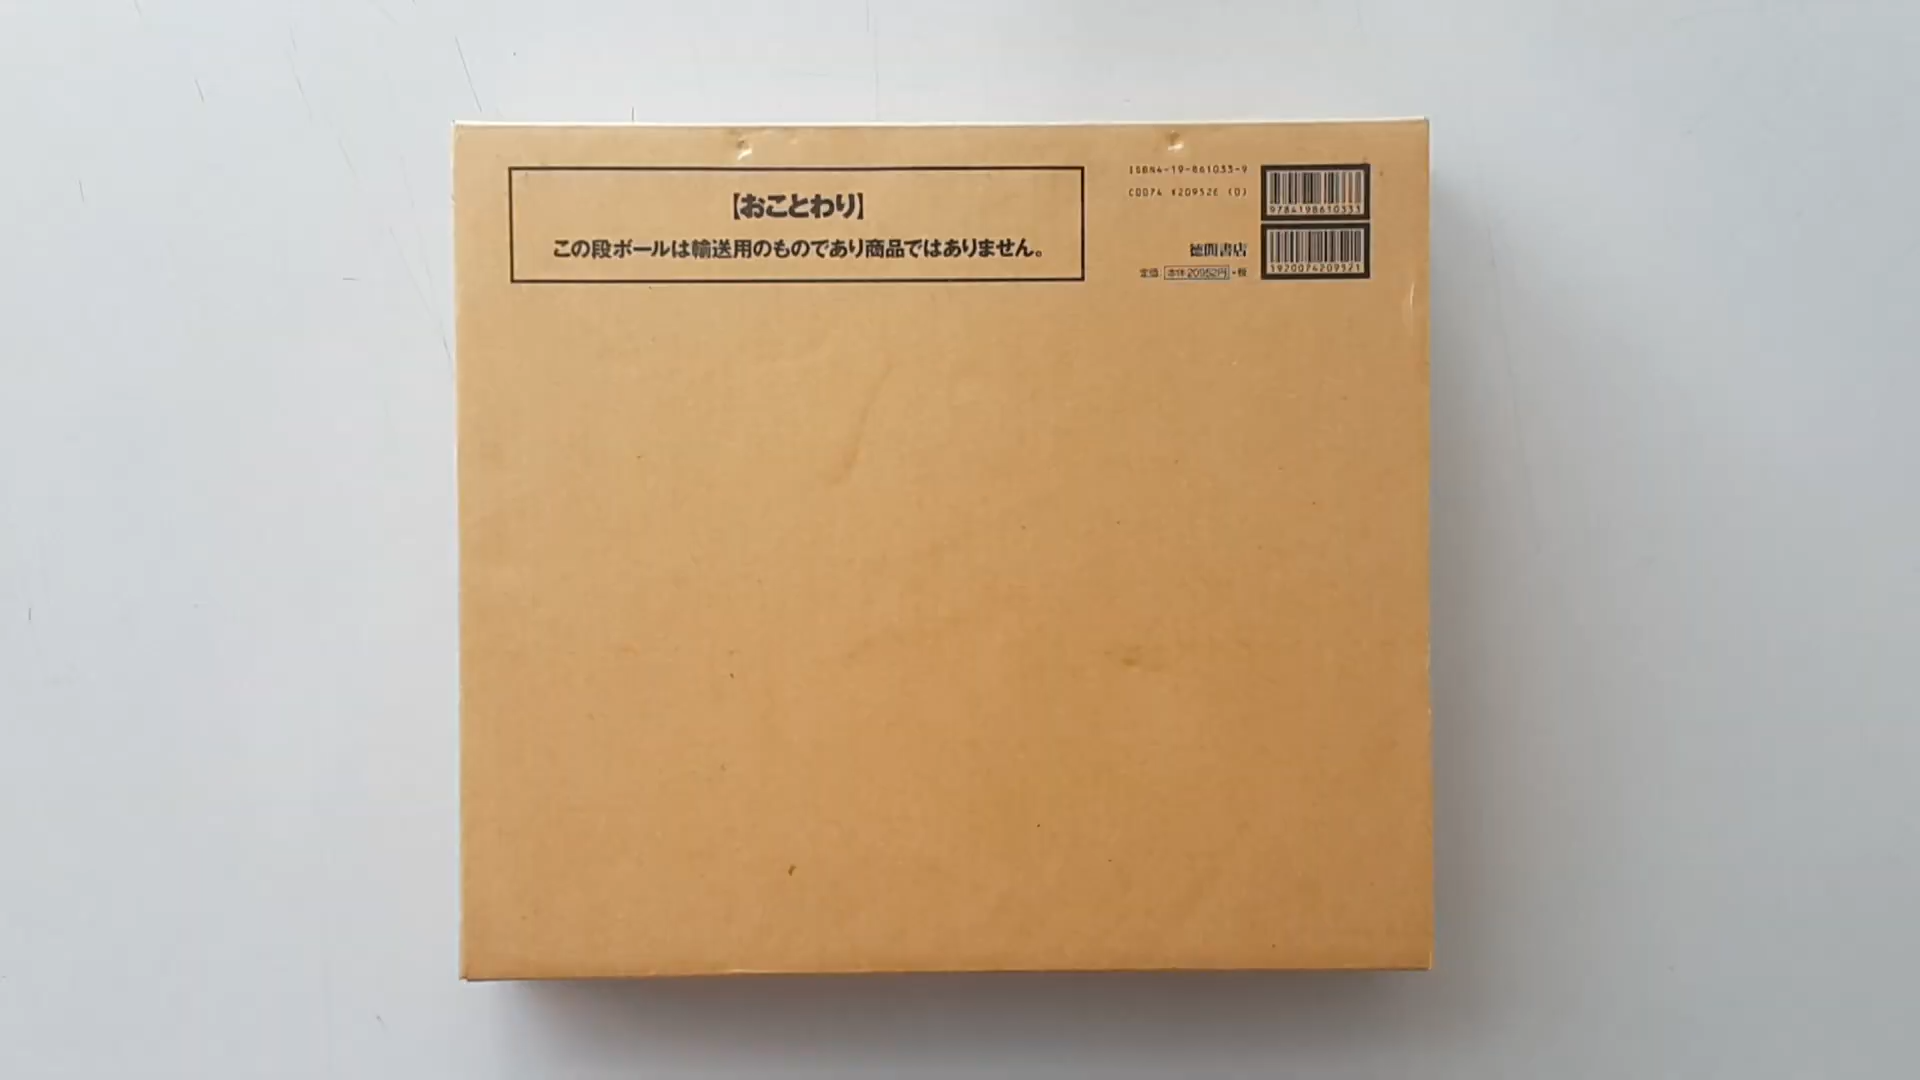 【おことわり】
この段ボールは輸送用のものであり商品ではありません。
ISBN4-19-861033-9
C0074 ¥20952E (0)
9784198610333
徳間書店
定価 本体20952円+税
1920074209521